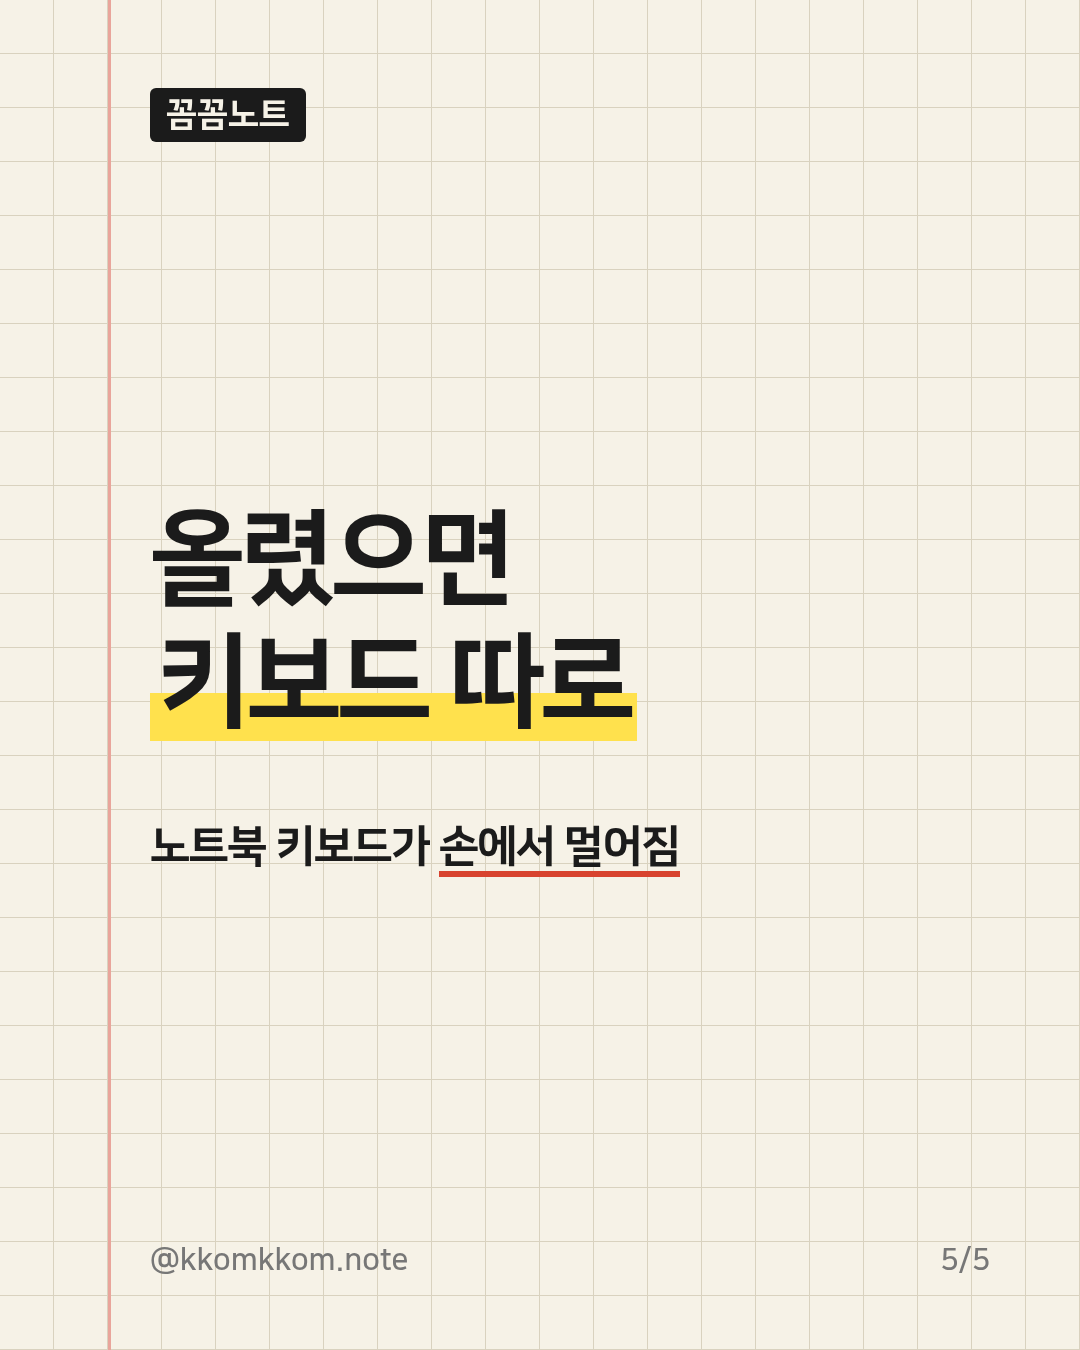 꼼꼼노트
올렸으면
키보드 따로
노트북 키보드가 손에서 멀어짐
@kkomkkom.note
5/5